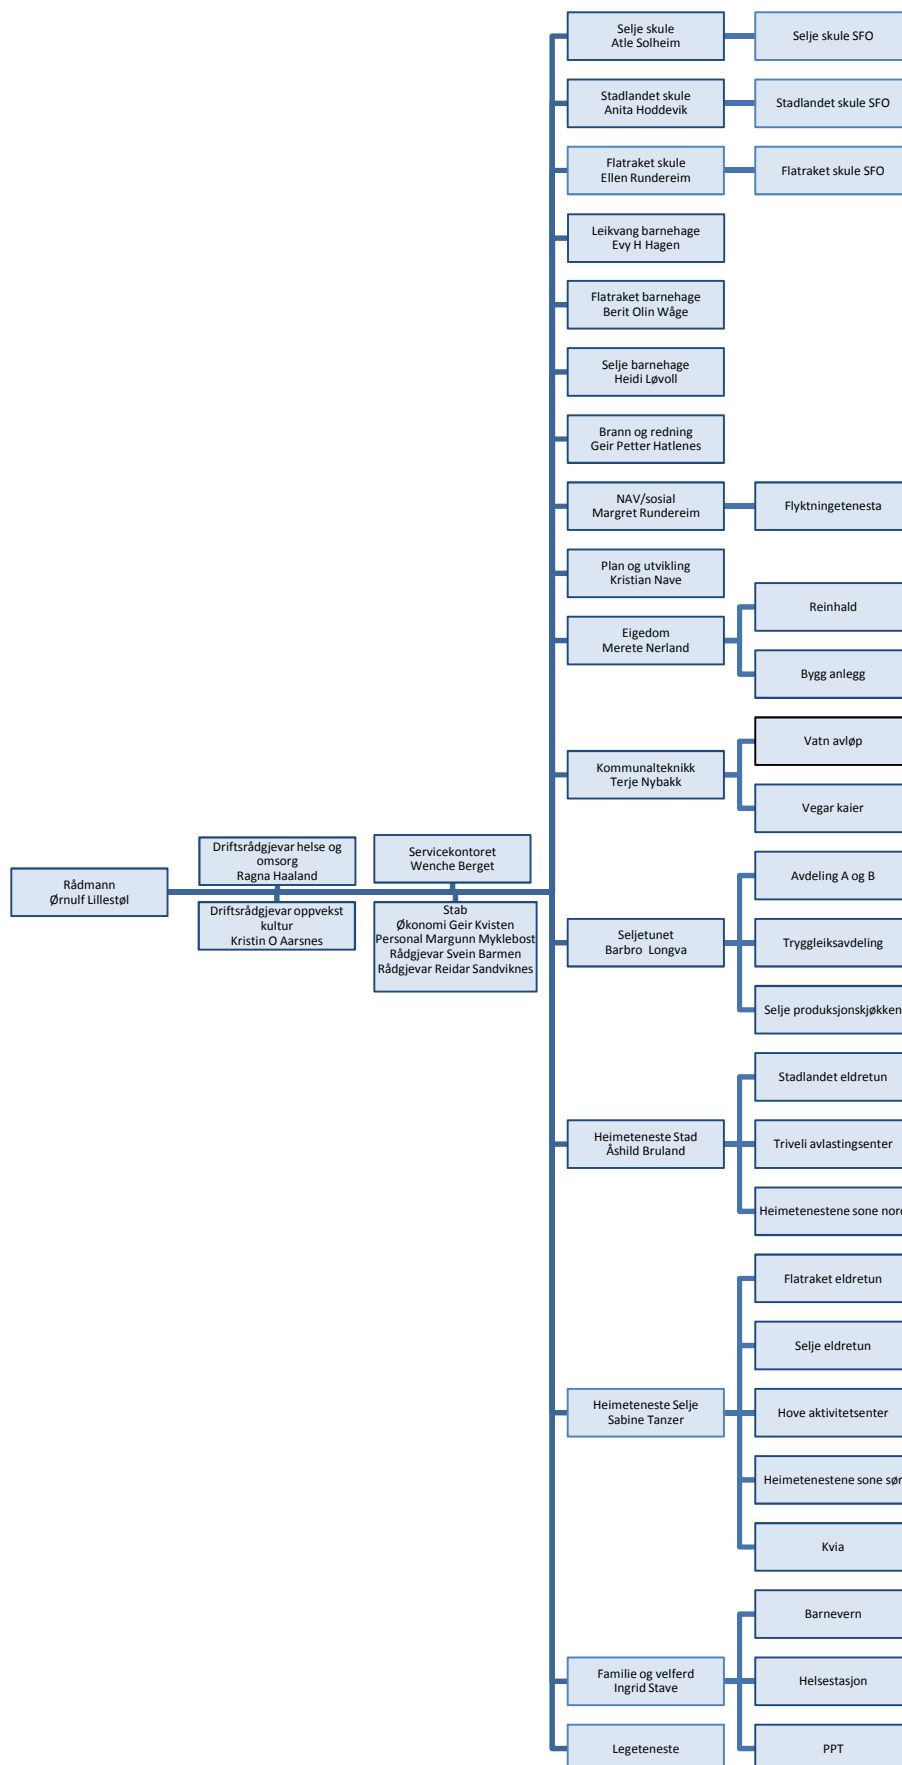 Rådmann
Ørnulf Lillestøl
Driftsrådgjevar helse og
omsorg
Ragna Haaland
Driftsrådgjevar oppvekst
kultur
Kristin O Aarsnes
Servicekontoret
Wenche Berget
Stab
Økonomi Geir Kvisten
Personal Margunn Myklebost
Rådgjevar Svein Barmen
Rådgjevar Reidar Sandviknes
Selje skule
Atle Solheim
Selje skule SFO
Stadlandet skule
Anita Hoddevik
Stadlandet skule SFO
Flatraket skule
Ellen Rundereim
Flatraket skule SFO
Leikvang barnehage
Evy H Hagen
Flatraket barnehage
Berit Olin Wåge
Selje barnehage
Heidi Løvoll
Brann og redning
Geir Petter Hatlenes
NAV/sosial
Margret Rundereim
Flyktningetenesta
Plan og utvikling
Kristian Nave
Eigedom
Merete Nerland
Reinhald
Bygg anlegg
Kommunalteknikk
Terje Nybakk
Vatn avløp
Vegar kaier
Seljetunet
Barbro Longva
Avdeling A og B
Tryggleiksavdeling
Selje produksjonskjøkken
Heimeteneste Stad
Åshild Bruland
Stadlandet eldretun
Triveli avlastingsenter
Heimetenestene sone nord
Heimeteneste Selje
Sabine Tanzer
Flatraket eldretun
Selje eldretun
Hove aktivitetsenter
Heimetenestene sone sør
Kvia
Familie og velferd
Ingrid Stave
Barnevern
Helsestasjon
PPT
Legeteneste